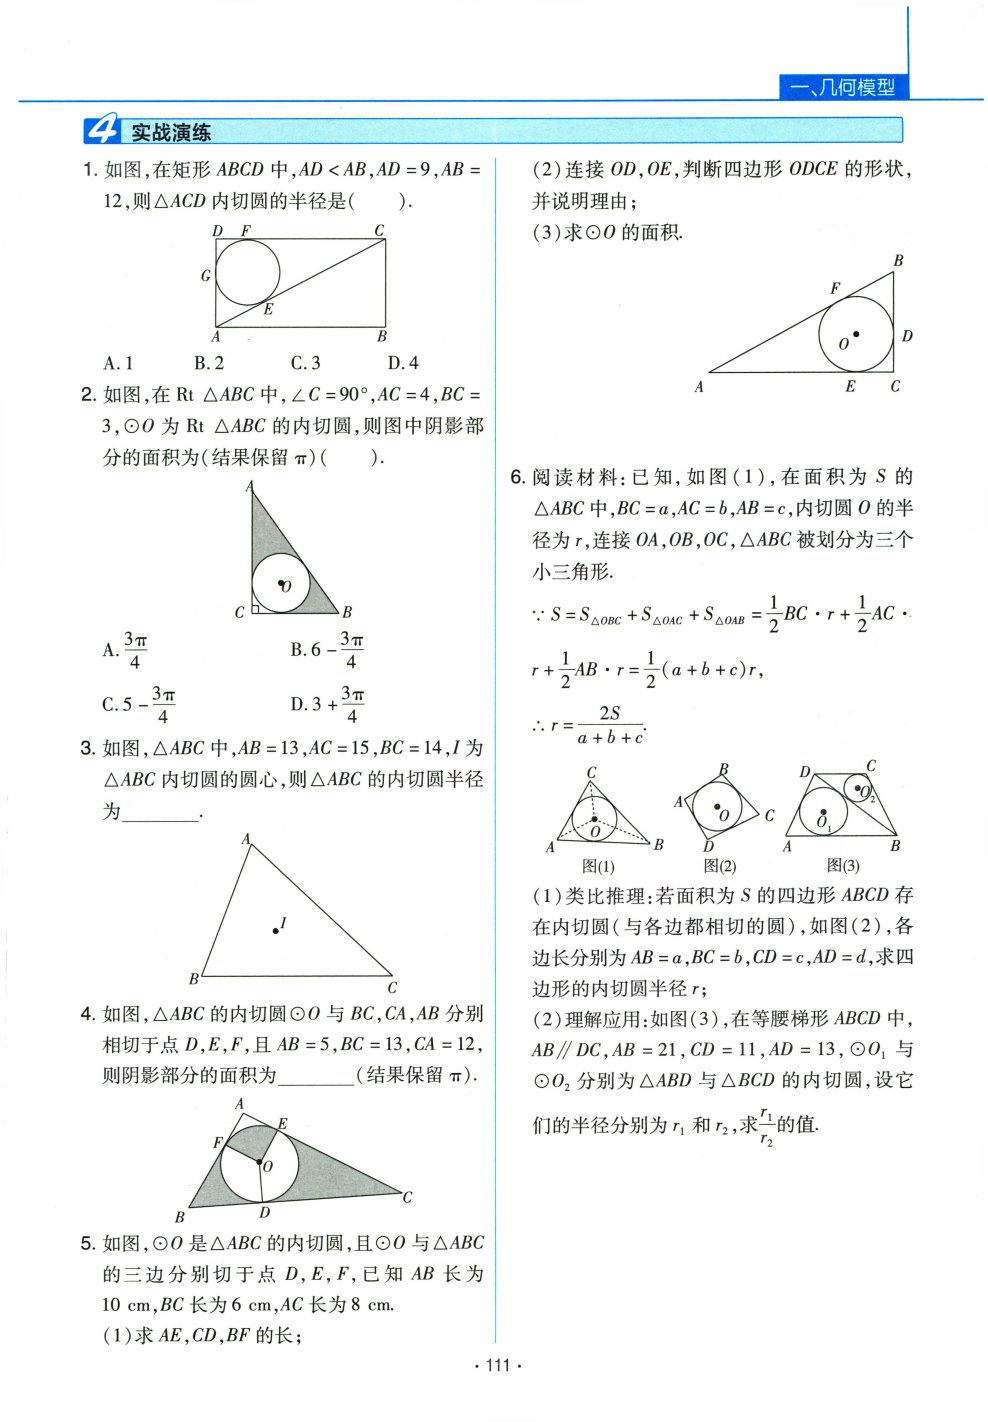 一、几何模型
4 实战演练
1. 如图,在矩形 ABCD 中,AD < AB,AD = 9,AB =
12,则△ACD 内切圆的半径是(  ).
D F C
G
E
A B
A. 1 B. 2 C. 3 D. 4
2. 如图,在 Rt △ABC 中,∠C = 90°,AC = 4,BC =
3,⊙O 为 Rt △ABC 的内切圆,则图中阴影部
分的面积为(结果保留 π)(  ).
A
O
C B
A. 3π/4 B. 6 - 3π/4
C. 5 - 3π/4 D. 3 + 3π/4
3. 如图,△ABC 中,AB = 13,AC = 15,BC = 14,I 为
△ABC 内切圆的圆心,则△ABC 的内切圆半径
为________.
A
I
B
C
4. 如图,△ABC 的内切圆⊙O 与 BC,CA,AB 分别
相切于点 D,E,F,且 AB = 5,BC = 13,CA = 12,
则阴影部分的面积为________(结果保留 π).
A
E
F
O
C
B D
5. 如图,⊙O 是△ABC 的内切圆,且⊙O 与△ABC
的三边分别切于点 D,E,F,已知 AB 长为
10 cm,BC 长为 6 cm,AC 长为 8 cm.
(1)求 AE,CD,BF 的长;
(2)连接 OD,OE,判断四边形 ODCE 的形状,
并说明理由;
(3)求⊙O 的面积.
B
F
O D
A E C
6. 阅读材料:已知,如图(1),在面积为 S 的
△ABC 中,BC = a,AC = b,AB = c,内切圆 O 的半
径为 r,连接 OA,OB,OC,△ABC 被划分为三个
小三角形.
∵ S = S△OBC + S△OAC + S△OAB = 1/2 BC · r + 1/2 AC ·
r + 1/2 AB · r = 1/2 (a + b + c)r,
∴ r = 2S/(a + b + c).
C
O
A B
B
A O C
D
D C
O₂
O₁
A B
图(1) 图(2) 图(3)
(1)类比推理:若面积为 S 的四边形 ABCD 存
在内切圆(与各边都相切的圆),如图(2),各
边长分别为 AB = a,BC = b,CD = c,AD = d,求四
边形的内切圆半径 r;
(2)理解应用:如图(3),在等腰梯形 ABCD 中,
AB∥DC,AB = 21,CD = 11,AD = 13,⊙O₁ 与
⊙O₂ 分别为△ABD 与△BCD 的内切圆,设它
们的半径分别为 r₁ 和 r₂,求 r₁/r₂ 的值.
· 111 ·